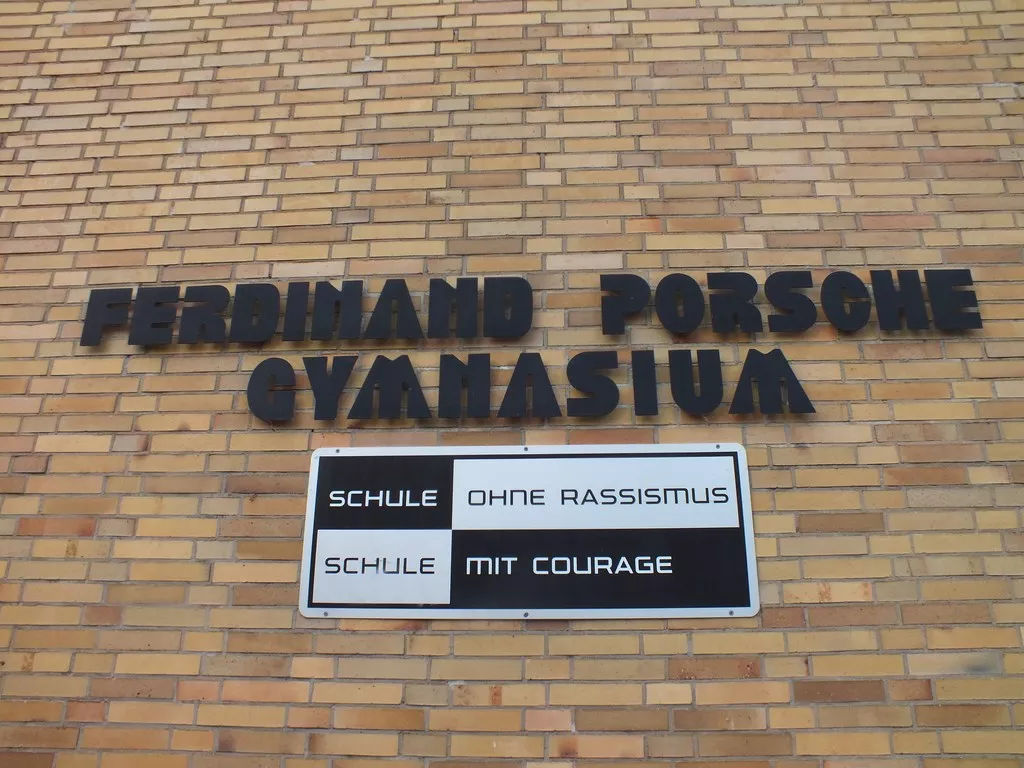 FERDINAND PORSCHE
GYMNASIUM
SCHULE OHNE RASSISMUS
SCHULE MIT COURAGE